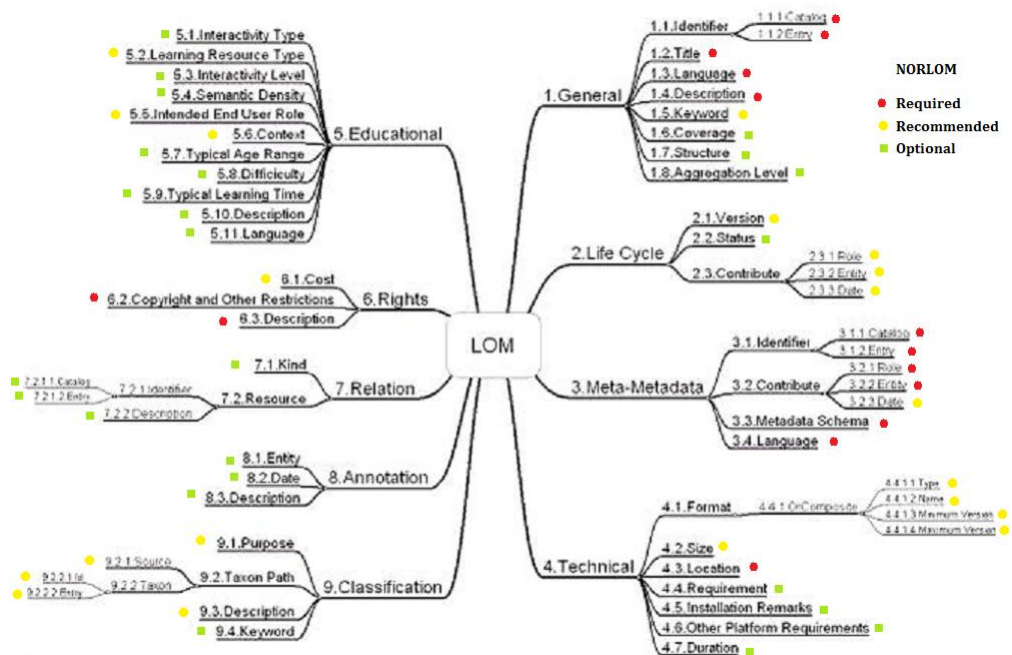 LOM
1.General
1.1.Identifier
1.1.1 Catalog
1.1.2 Entry
1.2.Title
1.3.Language
1.4.Description
1.5.Keyword
1.6.Coverage
1.7.Structure
1.8.Aggregation Level
2.Life Cycle
2.1.Version
2.2.Status
2.3.Contribute
2.3.1 Role
2.3.2 Entity
2.3.3 Date
3.Meta-Metadata
3.1.Identifier
3.1.1 Catalog
3.1.2 Entry
3.2.Contribute
3.2.1 Role
3.2.2 Entity
3.2.3 Date
3.3.Metadata Schema
3.4.Language
4.Technical
4.1.Format
4.4.1.OrComposite
4.4.1.1.Type
4.4.1.2 Name
4.4.1.3 Minimum Version
4.4.1.4 Maximum Version
4.2.Size
4.3.Location
4.4.Requirement
4.5.Installation Remarks
4.6.Other Platform Requirements
4.7.Duration
5.Educational
5.1.Interactivity Type
5.2.Learning Resource Type
5.3.Interactivity Level
5.4.Semantic Density
5.5.Intended End User Role
5.6.Context
5.7.Typical Age Range
5.8.Difficiculty
5.9.Typical Learning Time
5.10.Description
5.11.Language
6.Rights
6.1.Cost
6.2.Copyright and Other Restrictions
6.3.Description
7.Relation
7.1.Kind
7.2.Resource
7.2.1.Identifier
7.2.1.1.Catalog
7.2.1.2.Entry
7.2.2.Description
8.Annotation
8.1.Entity
8.2.Date
8.3.Description
9.Classification
9.1.Purpose
9.2.Taxon Path
9.2.1.Source
9.2.2.Taxon
9.2.2.1.Id
9.2.2.2.Entry
9.3.Description
9.4.Keyword
NORLOM
Required
Recommended
Optional